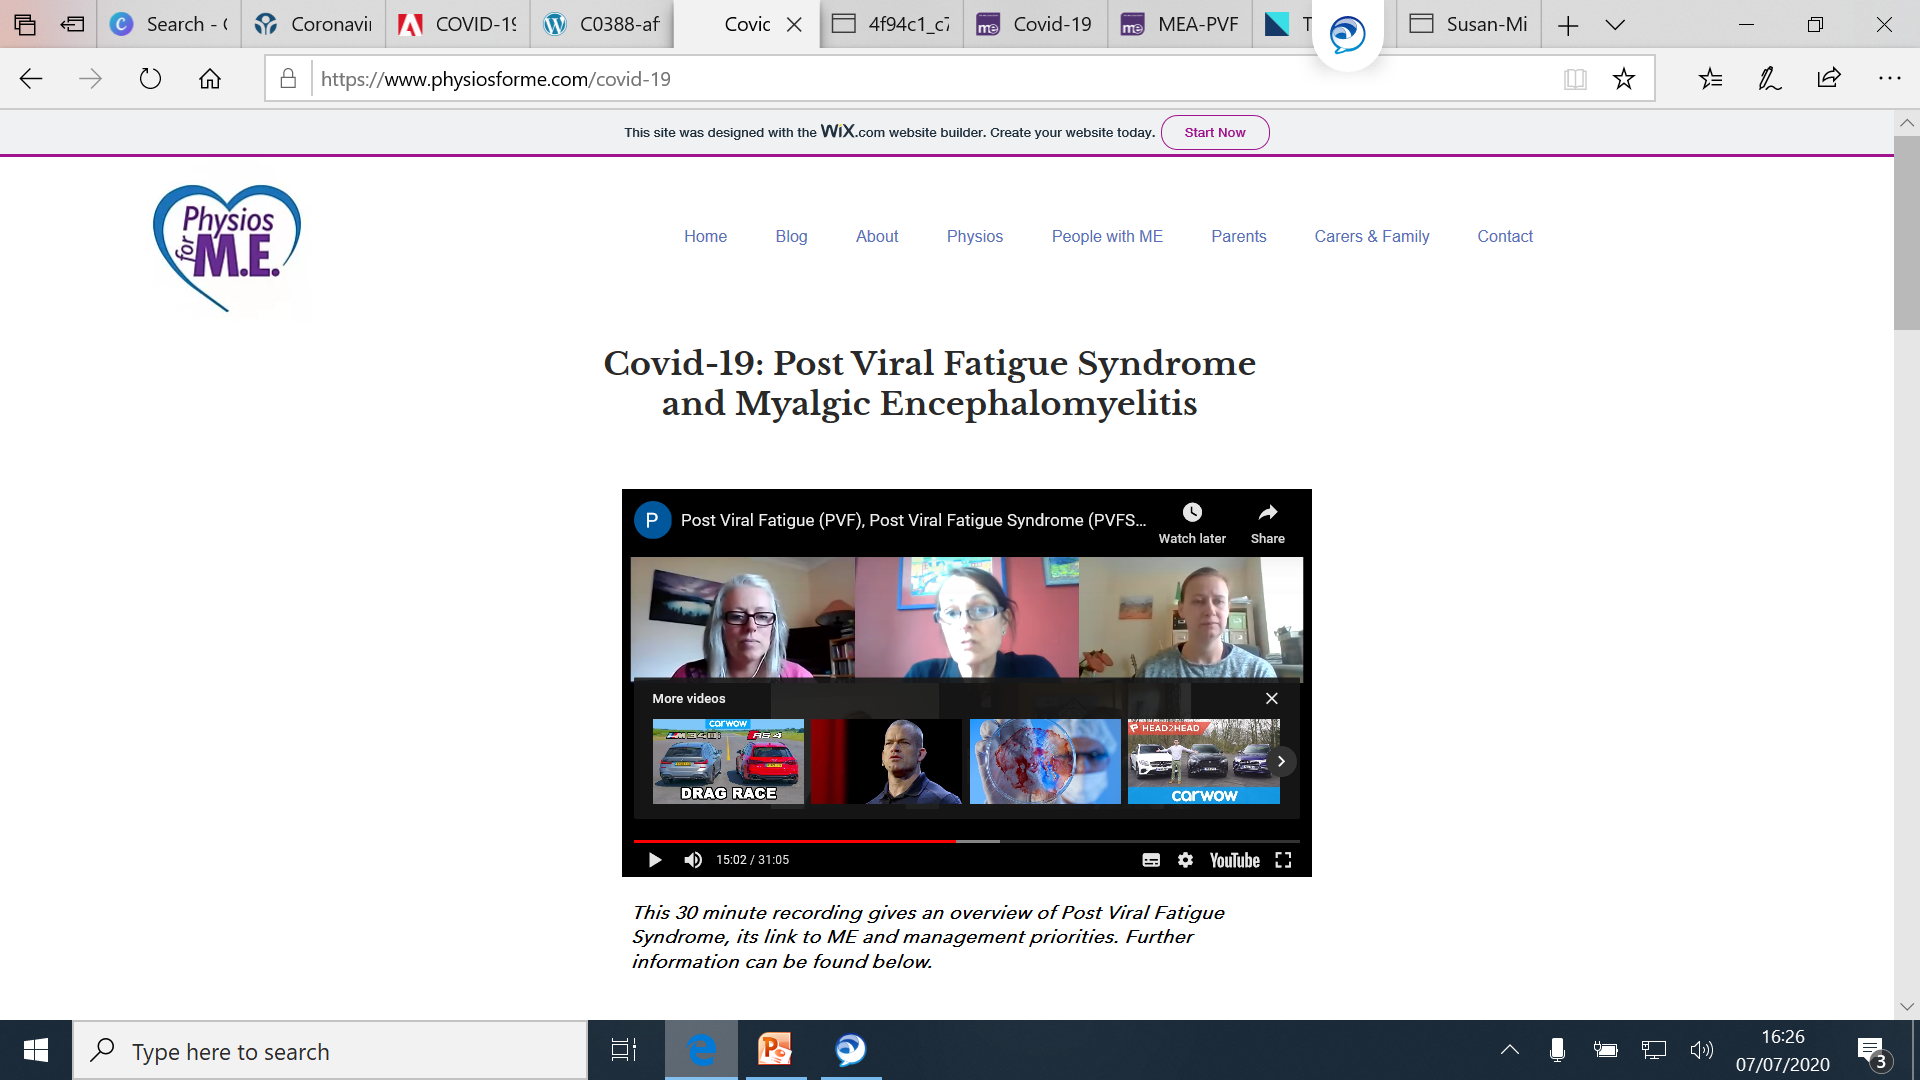 Search - (
Coronavii
COVID-19
C0388-af
Covic
4f94c1_c7
Covid-19
MEA-PVF
T
Susan-Mi
https://www.physiosforme.com/covid-19
This site was designed with the WiX.com website builder. Create your website today. Start Now
Physios
for M.E.
Home Blog About Physios People with ME Parents Carers & Family Contact
Covid-19: Post Viral Fatigue Syndrome
and Myalgic Encephalomyelitis
P Post Viral Fatigue (PVF), Post Viral Fatigue Syndrome (PVFS...
Watch later Share
More videos
carwow
M340i RS4
DRAG RACE
HEAD2HEAD
carwow
15:02 / 31:05
YouTube
This 30 minute recording gives an overview of Post Viral Fatigue
Syndrome, its link to ME and management priorities. Further
information can be found below.
Type here to search
16:26
07/07/2020
3